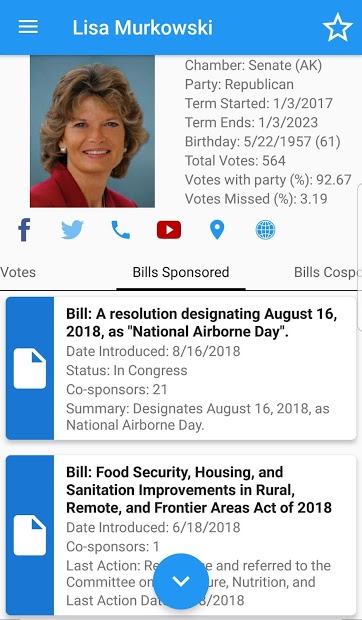 Lisa Murkowski
Chamber: Senate (AK)
Party: Republican
Term Started: 1/3/2017
Term Ends: 1/3/2023
Birthday: 5/22/1957 (61)
Total Votes: 564
Votes with party (%): 92.67
Votes Missed (%): 3.19
Votes
Bills Sponsored
Bills Cospo
Bill: A resolution designating August 16,
2018, as "National Airborne Day".
Date Introduced: 8/16/2018
Status: In Congress
Co-sponsors: 21
Summary: Designates August 16, 2018, as
National Airborne Day.
Bill: Food Security, Housing, and
Sanitation Improvements in Rural,
Remote, and Frontier Areas Act of 2018
Date Introduced: 6/18/2018
Co-sponsors: 1
Last Action: Re e and referred to the
Committee on ure, Nutrition, and
Last Action Dat 8/2018